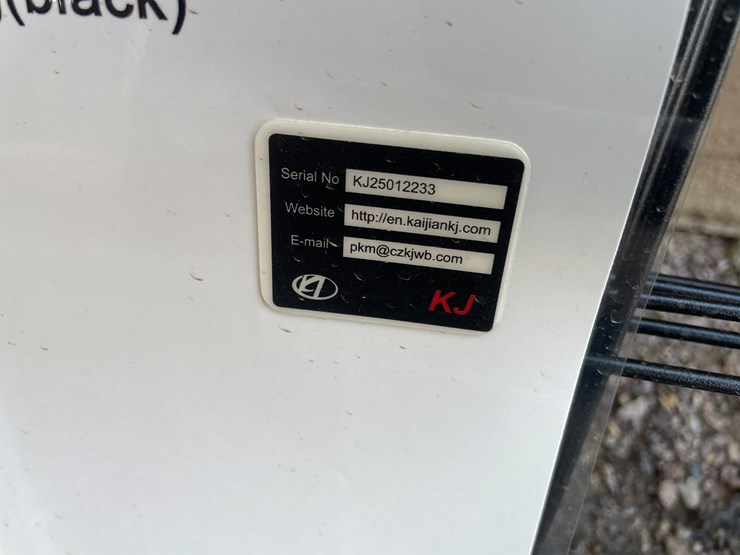 (black)
Serial No KJ25012233
Website http://en.kaijiankj.com
E-mail pkm@czkjwb.com
KJ